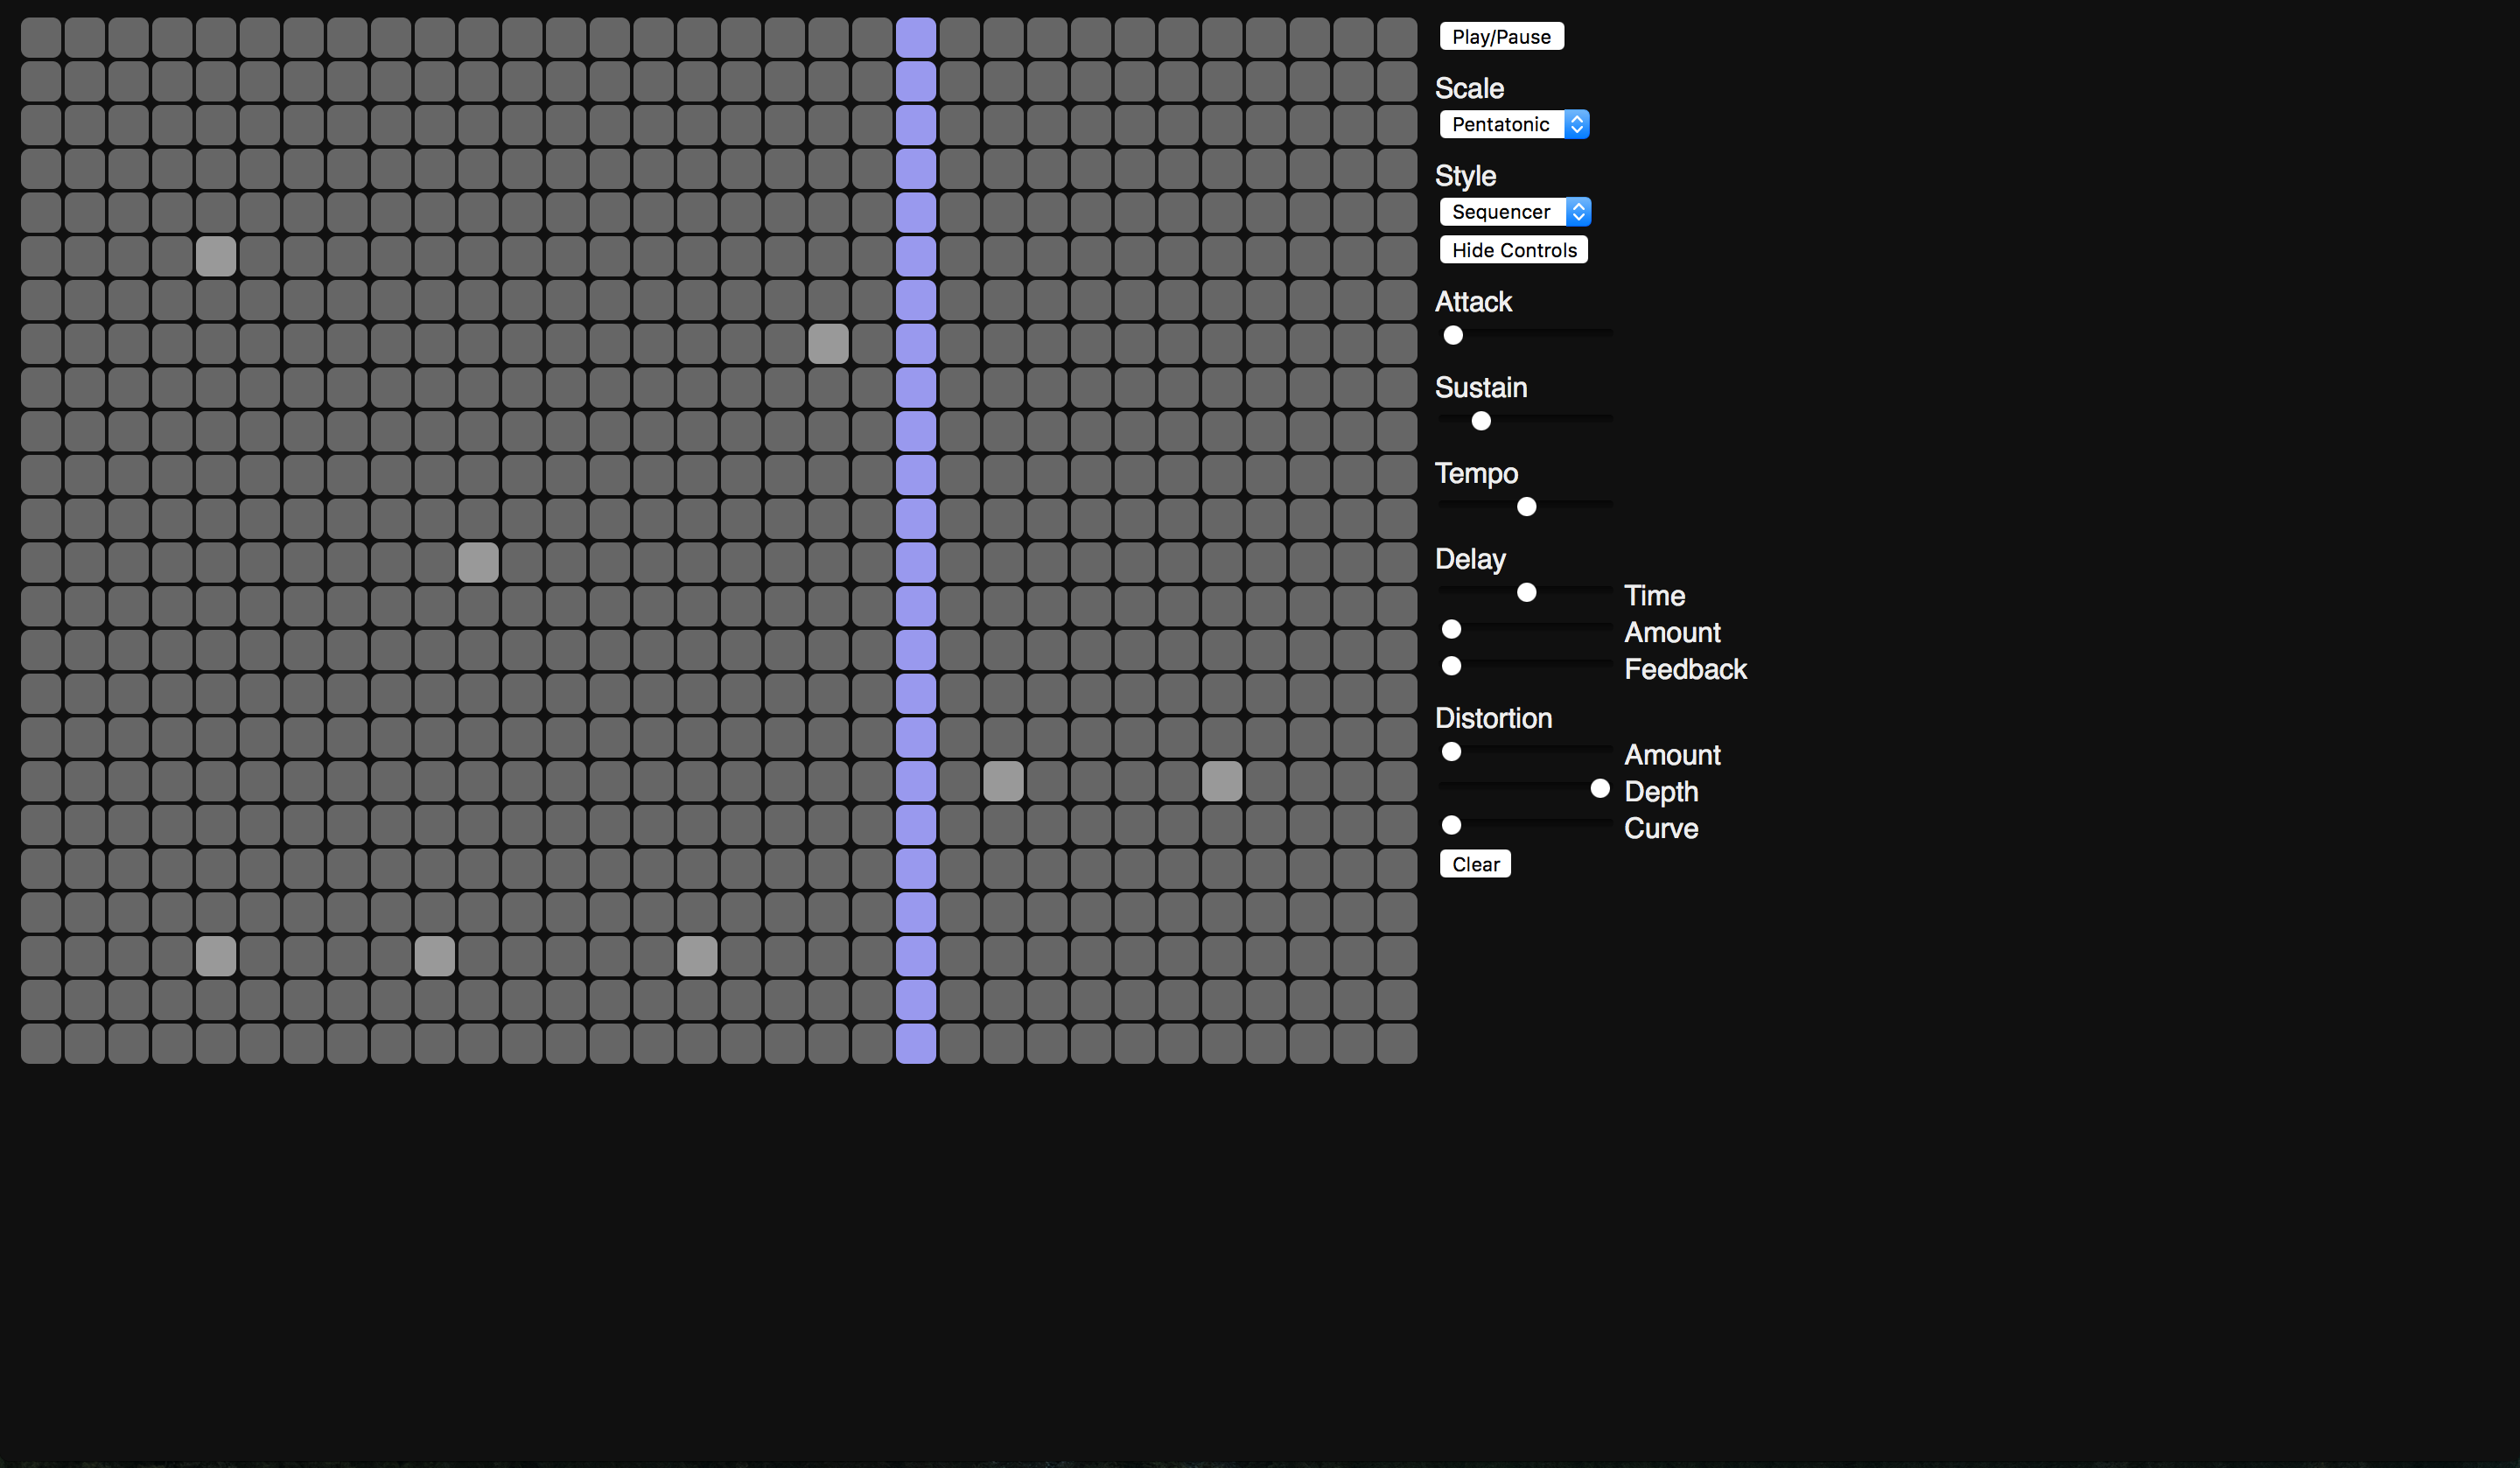 Play/Pause
Scale
Pentatonic
Style
Sequencer
Hide Controls
Attack
Sustain
Tempo
Delay
Time
Amount
Feedback
Distortion
Amount
Depth
Curve
Clear